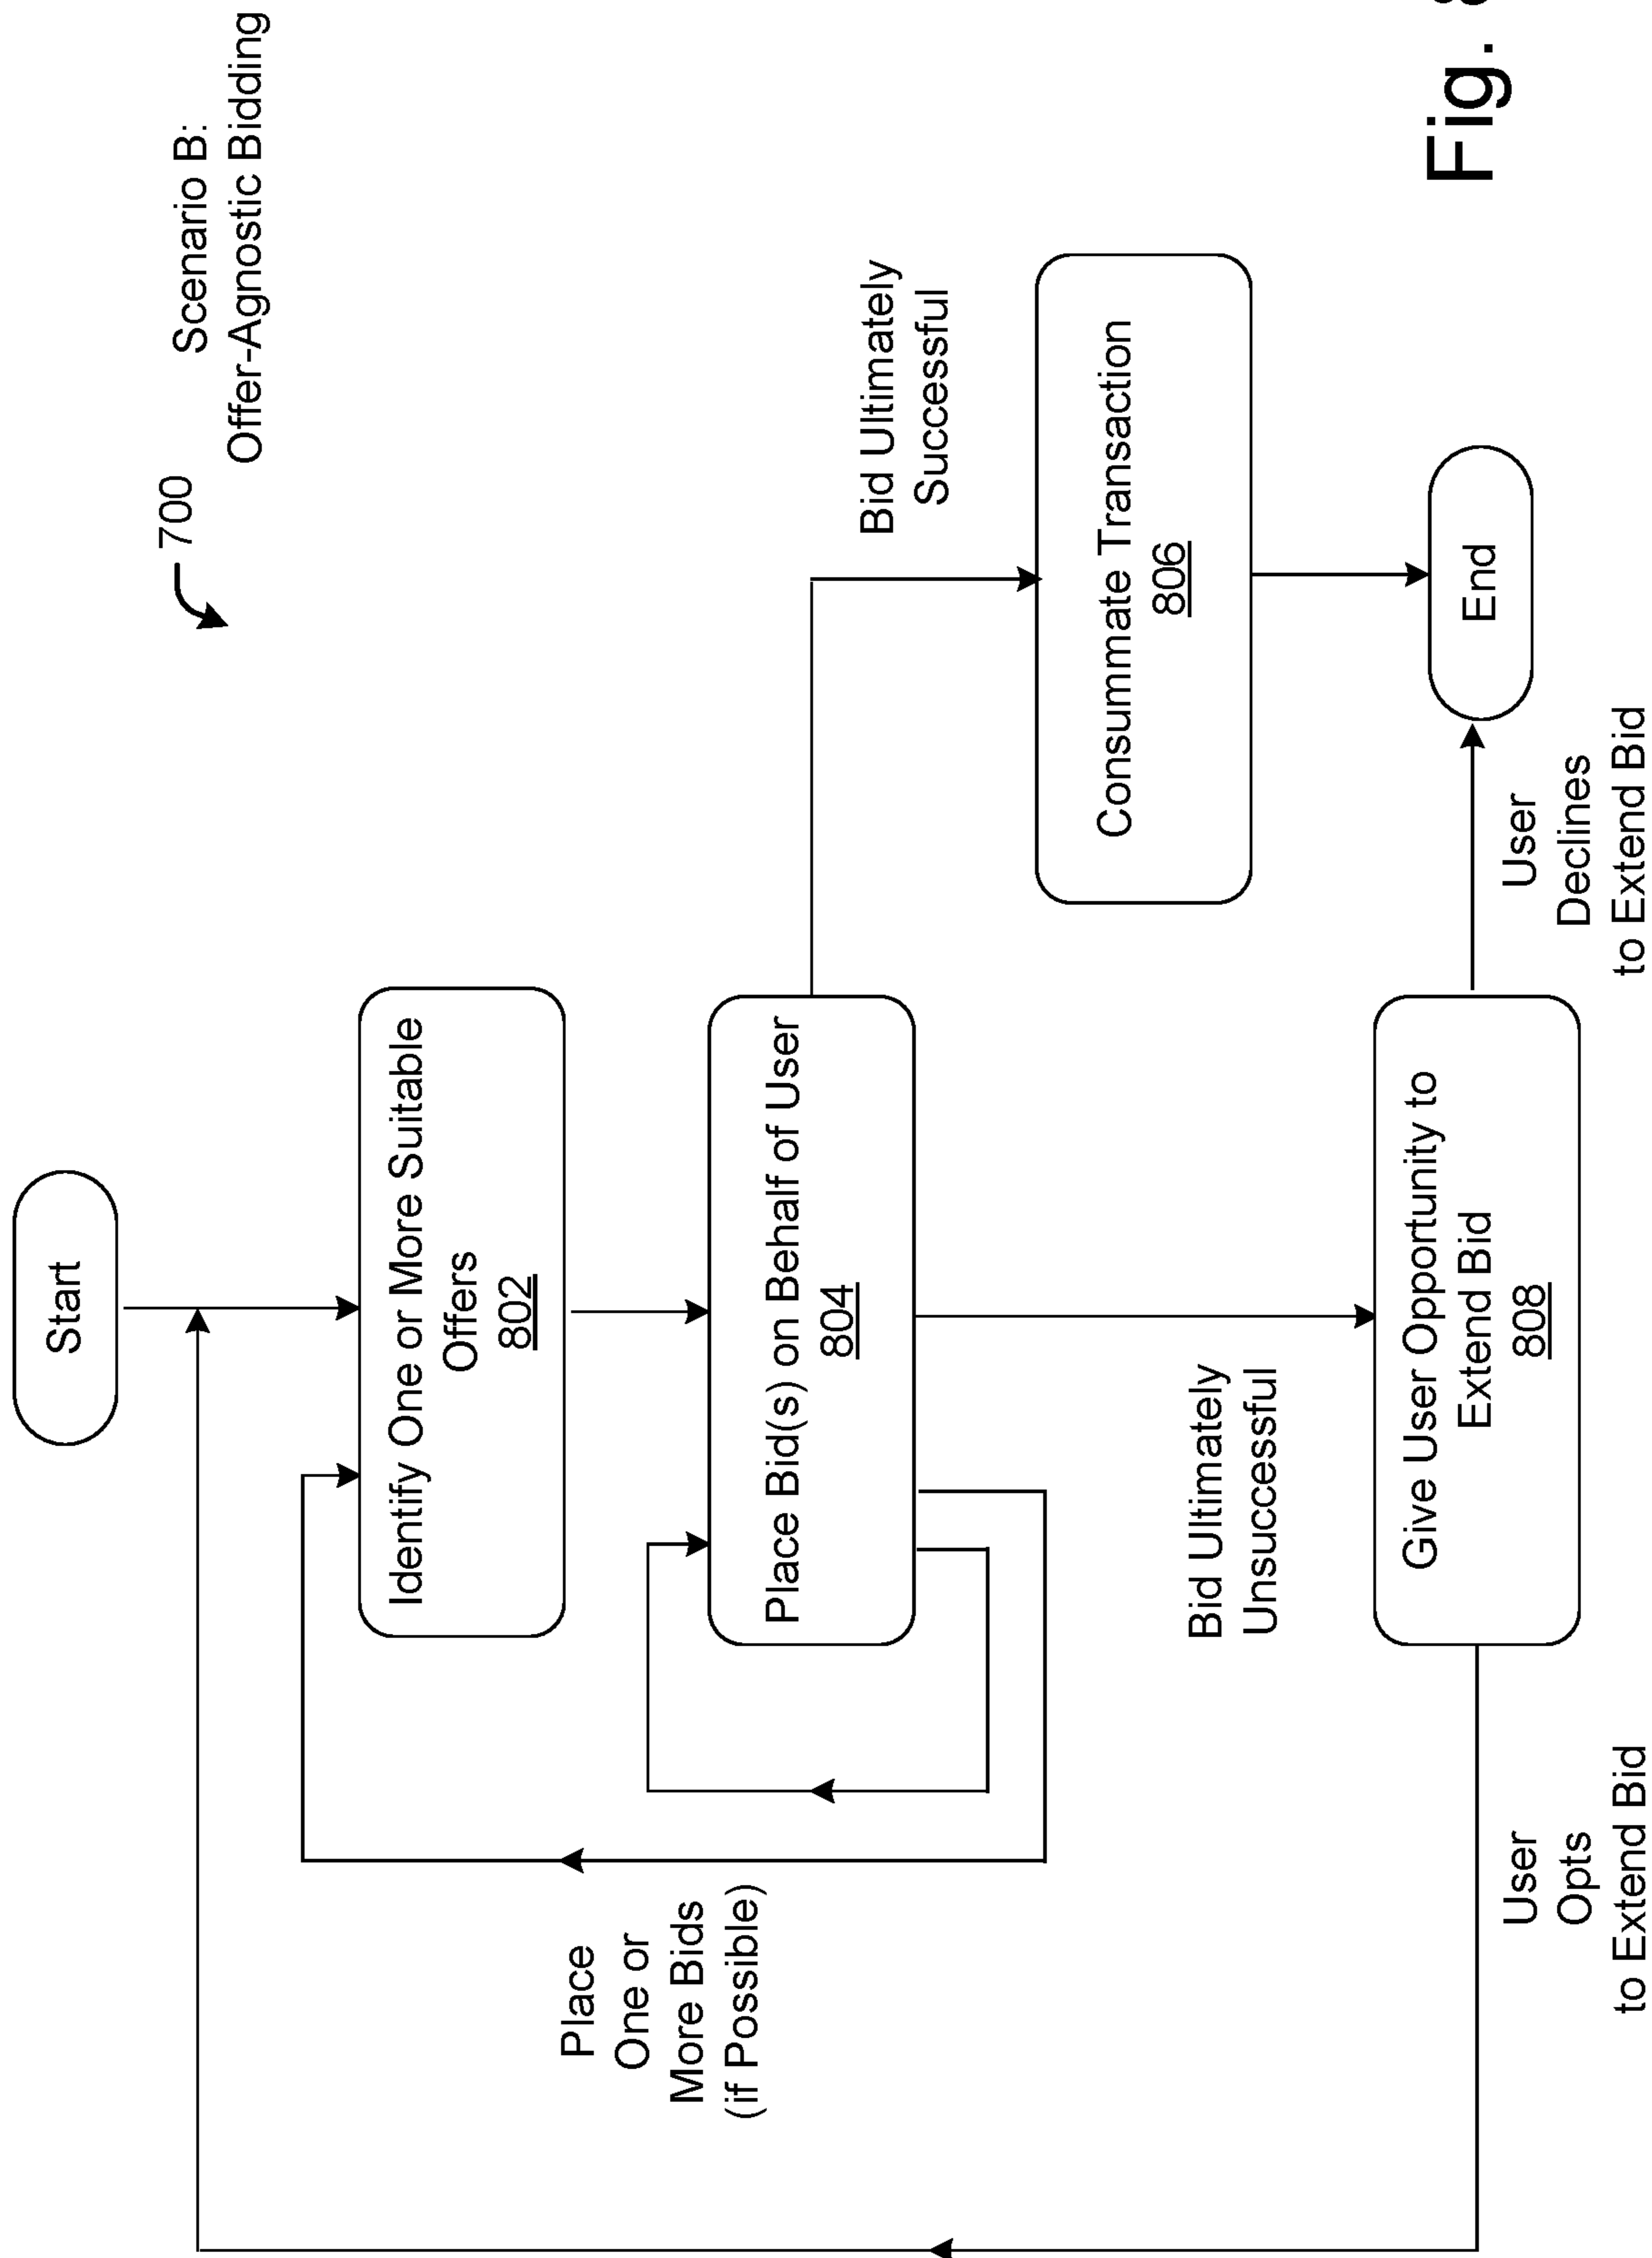 700
Scenario B:
Offer-Agnostic Bidding
Start
Identify One or More Suitable
Offers
802
Place Bid(s) on Behalf of User
804
Place
One or
More Bids
(if Possible)
Bid Ultimately
Successful
Consummate Transaction
806
Bid Ultimately
Unsuccessful
Give User Opportunity to
Extend Bid
808
User
Opts
to Extend Bid
User
Declines
to Extend Bid
End
Fig. 8